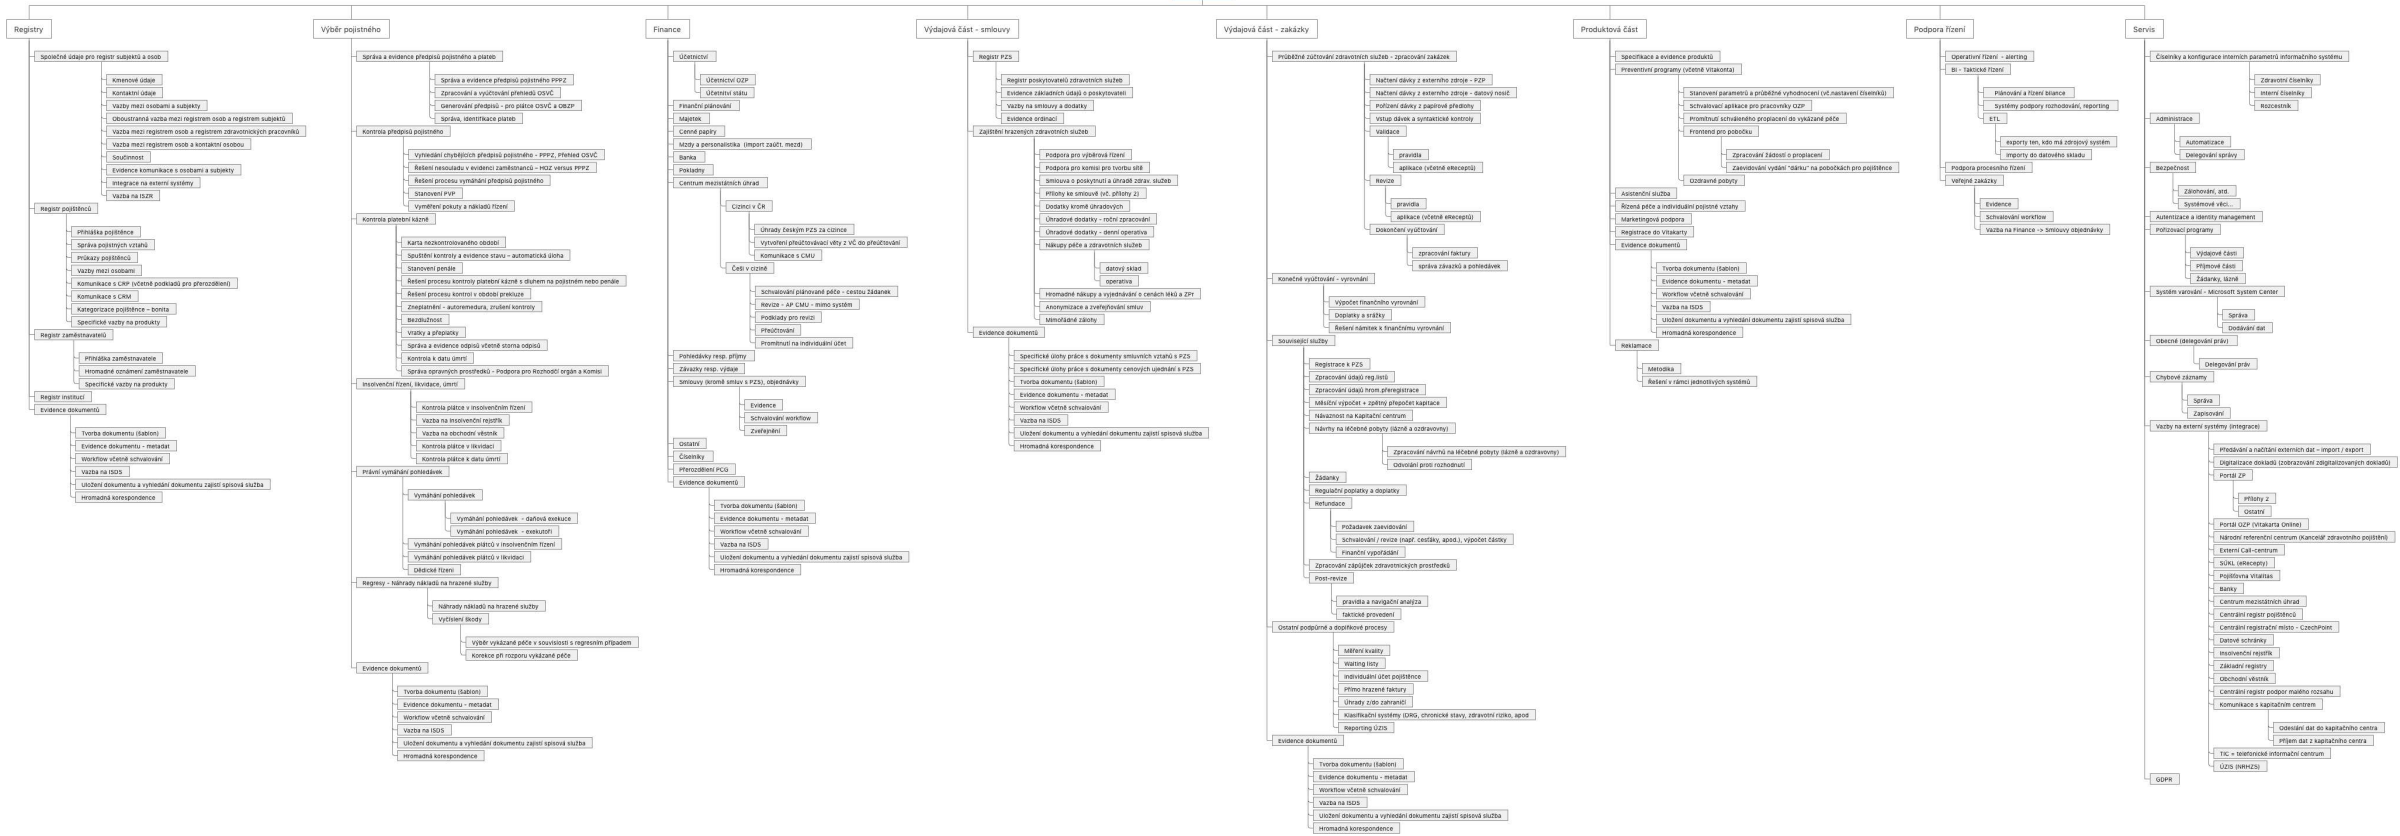 Registry
Společné údaje pro registr subjektů a osob
Kmenové údaje
Kontaktní údaje
Vazby mezi osobami a subjekty
Oboustranná vazba mezi registrem osob a registrem subjektů
Vazba mezi registrem osob a registrem zdravotnických pracovníků
Vazba mezi registrem osob a kontaktní osobou
Součinnost
Evidence komunikace s osobami a subjekty
Integrace na externí systémy
Vazba na ISZR
Registr pojištěnců
Přihláška pojištěnce
Správa pojistných vztahů
Průkazy pojištěnců
Vazby mezi osobami
Komunikace s CRP (včetně podkladů pro přerozdělení)
Komunikace s CRM
Kategorizace pojištěnce – bonita
Specifické vazby na produkty
Registr zaměstnavatelů
Přihláška zaměstnavatele
Hromadné oznámení zaměstnavatele
Specifické vazby na produkty
Registr institucí
Evidence dokumentů
Tvorba dokumentu (šablon)
Evidence dokumentu - metadat
Workflow včetně schvalování
Vazba na ISDS
Uložení dokumentu a vyhledání dokumentu zajistí spisová služba
Hromadná korespondence
Výběr pojistného
Správa a evidence předpisů pojistného a plateb
Správa a evidence předpisů pojistného PPPZ
Zpracování a vyúčtování přehledů OSVČ
Generování předpisů – pro plátce OSVČ a OBZP
Správa, identifikace plateb
Kontrola předpisů pojistného
Vyhledání chybějících předpisů pojistného - PPPZ, Přehled OSVČ
Řešení nesouladu v evidenci zaměstnanců – HOZ versus PPPZ
Řešení procesu vymáhání předpisů pojistného
Stanovení PVP
Vyměření pokuty a nákladů řízení
Kontrola platební kázně
Karta nezkontrolovaného období
Spuštění kontroly a evidence stavu – automatická úloha
Stanovení penále
Řešení procesu kontroly platební kázně s dluhem na pojistném nebo penále
Řešení procesu kontrol v období prekluze
Zneplatnění - autoremedura, zrušení kontroly
Bezdlužnost
Vratky a přeplatky
Správa a evidence odpisů včetně storna odpisů
Kontrola k datu úmrtí
Správa opravných prostředků - Podpora pro Rozhodčí orgán a Komisi
Insolvenční řízení, likvidace, úmrtí
Kontrola plátce v insolvenčním řízení
Vazba na insolvenční rejstřík
Vazba na obchodní věstník
Kontrola plátce v likvidaci
Kontrola plátce k datu úmrtí
Právní vymáhání pohledávek
Vymáhání pohledávek
Vymáhání pohledávek - daňová exekuce
Vymáhání pohledávek - exekutoři
Vymáhání pohledávek plátců v insolvenčním řízení
Vymáhání pohledávek plátců v likvidaci
Dědické řízení
Regresy - Náhrady nákladů na hrazené služby
Náhrady nákladů na hrazené služby
Vyčíslení škody
Výběr vykázané péče v souvislosti s regresním případem
Korekce při rozporu vykázané péče
Evidence dokumentů
Tvorba dokumentu (šablon)
Evidence dokumentu - metadat
Workflow včetně schvalování
Vazba na ISDS
Uložení dokumentu a vyhledání dokumentu zajistí spisová služba
Hromadná korespondence
Finance
Účetnictví
Účetnictví OZP
Účetnitví státu
Finanční plánování
Majetek
Cenné papíry
Mzdy a personalistika (import zaúčt. mezd)
Banka
Pokladny
Centrum mezistátních úhrad
Cizinci v ČR
Úhrady českým PZS za cizince
Vytvoření přeúčtovávací věty z VČ do přeúčtování
Komunikace s CMU
Češi v cizině
Schvalování plánované péče - cestou žádanek
Revize - AP CMU - mimo systém
Podklady pro revizi
Přeúčtování
Promítnutí na individuální účet
Pohledávky resp. příjmy
Závazky resp. výdaje
Smlouvy (kromě smluv s PZS), objednávky
Evidence
Schvalování workflow
Zveřejnění
Ostatní
Číselníky
Přerozdělení PCG
Evidence dokumentů
Tvorba dokumentu (šablon)
Evidence dokumentu - metadat
Workflow včetně schvalování
Vazba na ISDS
Uložení dokumentu a vyhledání dokumentu zajistí spisová služba
Hromadná korespondence
Výdajová část - smlouvy
Registr PZS
Registr poskytovatelů zdravotních služeb
Evidence základních údajů o poskytovateli
Vazby na smlouvy a dodatky
Evidence ordinací
Zajištění hrazených zdravotních služeb
Podpora pro výběrová řízení
Podpora pro komisi pro tvorbu sítě
Smlouva o poskytnutí a úhradě zdrav. služeb
Přílohy ke smlouvě (vč. přílohy 2)
Dodatky kromě úhradových
Úhradové dodatky - roční zpracování
Úhradové dodatky - denní operativa
Nákupy péče a zdravotních služeb
datový sklad
operativa
Hromadné nákupy a vyjednávání o cenách léků a ZPr
Anonymizace a zveřejňování smluv
Mimořádné zálohy
Evidence dokumentů
Specifické úlohy práce s dokumenty smluvních vztahů s PZS
Specifické úlohy práce s dokumenty cenových ujednání s PZS
Tvorba dokumentu (šablon)
Evidence dokumentu - metadat
Workflow včetně schvalování
Vazba na ISDS
Uložení dokumentu a vyhledání dokumentu zajistí spisová služba
Hromadná korespondence
Výdajová část - zakázky
Průběžné zúčtování zdravotních služeb - zpracování zakázek
Načtení dávky z externího zdroje - PZP
Načtení dávky z externího zdroje - datový nosič
Pořízení dávky z papírové předlohy
Vstup dávek a syntaktické kontroly
Validace
pravidla
aplikace (včetně eReceptů)
Revize
pravidla
aplikace (včetně eReceptů)
Dokončení vyúčtování
zpracování faktury
správa závazků a pohledávek
Konečné vyúčtování - vyrovnání
Výpočet finančního vyrovnání
Doplatky a srážky
Řešení námitek k finančnímu vyrovnání
Související služby
Registrace k PZS
Zpracování údajů reg.listů
Zpracování údajů hrom.přeregistrace
Měsíční výpočet + zpětný přepočet kapitace
Návaznost na Kapitační centrum
Návrhy na léčebné pobyty (lázně a ozdravovny)
Zpracování návrhů na léčebné pobyty (lázně a ozdravovny)
Odvolání proti rozhodnutí
Žádanky
Regulační poplatky a doplatky
Refundace
Požadavek zaevidování
Schvalování / revize (např. cesťáky, apod.), výpočet částky
Finanční vypořádání
Zpracování zápůjček zdravotnických prostředků
Post-revize
pravidla a navigační analýza
faktické provedení
Ostatní podpůrné a doplňkové procesy
Měření kvality
Waiting listy
Individuální účet pojištěnce
Přímo hrazené faktury
Úhrady z/do zahraničí
Klasifikační systémy (DRG, chronické stavy, zdravotní riziko, apod
Reporting ÚZIS
Evidence dokumentů
Tvorba dokumentu (šablon)
Evidence dokumentu - metadat
Workflow včetně schvalování
Vazba na ISDS
Uložení dokumentu a vyhledání dokumentu zajistí spisová služba
Hromadná korespondence
Produktová část
Specifikace a evidence produktů
Preventivní programy (včetně Vitakonta)
Stanovení parametrů a průběžné vyhodnocení (vč.nastavení číselníků)
Schvalovací aplikace pro pracovníky OZP
Promítnutí schváleného proplacení do vykázané péče
Frontend pro pobočku
Zpracování žádostí o proplacení
Zaevidování vydání "dárku" na pobočkách pro pojištěnce
Ozdravné pobyty
Asistenční služba
Řízená péče a individuální pojistné vztahy
Marketingová podpora
Registrace do Vitakarty
Evidence dokumentů
Tvorba dokumentu (šablon)
Evidence dokumentu - metadat
Workflow včetně schvalování
Vazba na ISDS
Uložení dokumentu a vyhledání dokumentu zajistí spisová služba
Hromadná korespondence
Reklamace
Metodika
Řešení v rámci jednotlivých systémů
Podpora řízení
Operativní řízení - alerting
BI - Taktické řízení
Plánování a řízení bilance
Systémy podpory rozhodování, reporting
ETL
exporty ten, kdo má zdrojový systém
Importy do datového skladu
Podpora procesního řízení
Veřejné zakázky
Evidence
Schvalování workflow
Vazba na Finance -> Smlouvy objednávky
Servis
Číselníky a konfigurace interních parametrů informačního systému
Zdravotní číselníky
Interní číselníky
Rozcestník
Administrace
Automatizace
Delegování správy
Bezpečnost
Zálohování, atd.
Systémové věci...
Autentizace a identity management
Pořizovací programy
Výdajové části
Příjmové části
Žádanky, lázně
Systém varování - Microsoft System Center
Správa
Dodávání dat
Obecné (delegování práv)
Delegování práv
Chybové záznamy
Správa
Zapisování
Vazby na externí systémy (integrace)
Předávání a načítání externích dat – import / export
Digitalizace dokladů (zobrazování zdigitalizovaných dokladů)
Portál ZP
Přílohy 2
Ostatní
Portál OZP (Vitakarta Online)
Národní referenční centrum (Kancelář zdravotního pojištění)
Externí Call-centrum
SÚKL (eRecepty)
Pojišťovna Vitalitas
Banky
Centrum mezistátních úhrad
Centrální registr pojištěnců
Centrální registrační místo - CzechPoint
Datové schránky
Insolvenční rejstřík
Základní registry
Obchodní věstník
Centrální registr podpor malého rozsahu
Komunikace s kapitačním centrem
Odeslání dat do kapitačního centra
Příjem dat z kapitačního centra
TIC = telefonické informační centrum
ÚZIS (NRHZS)
GDPR